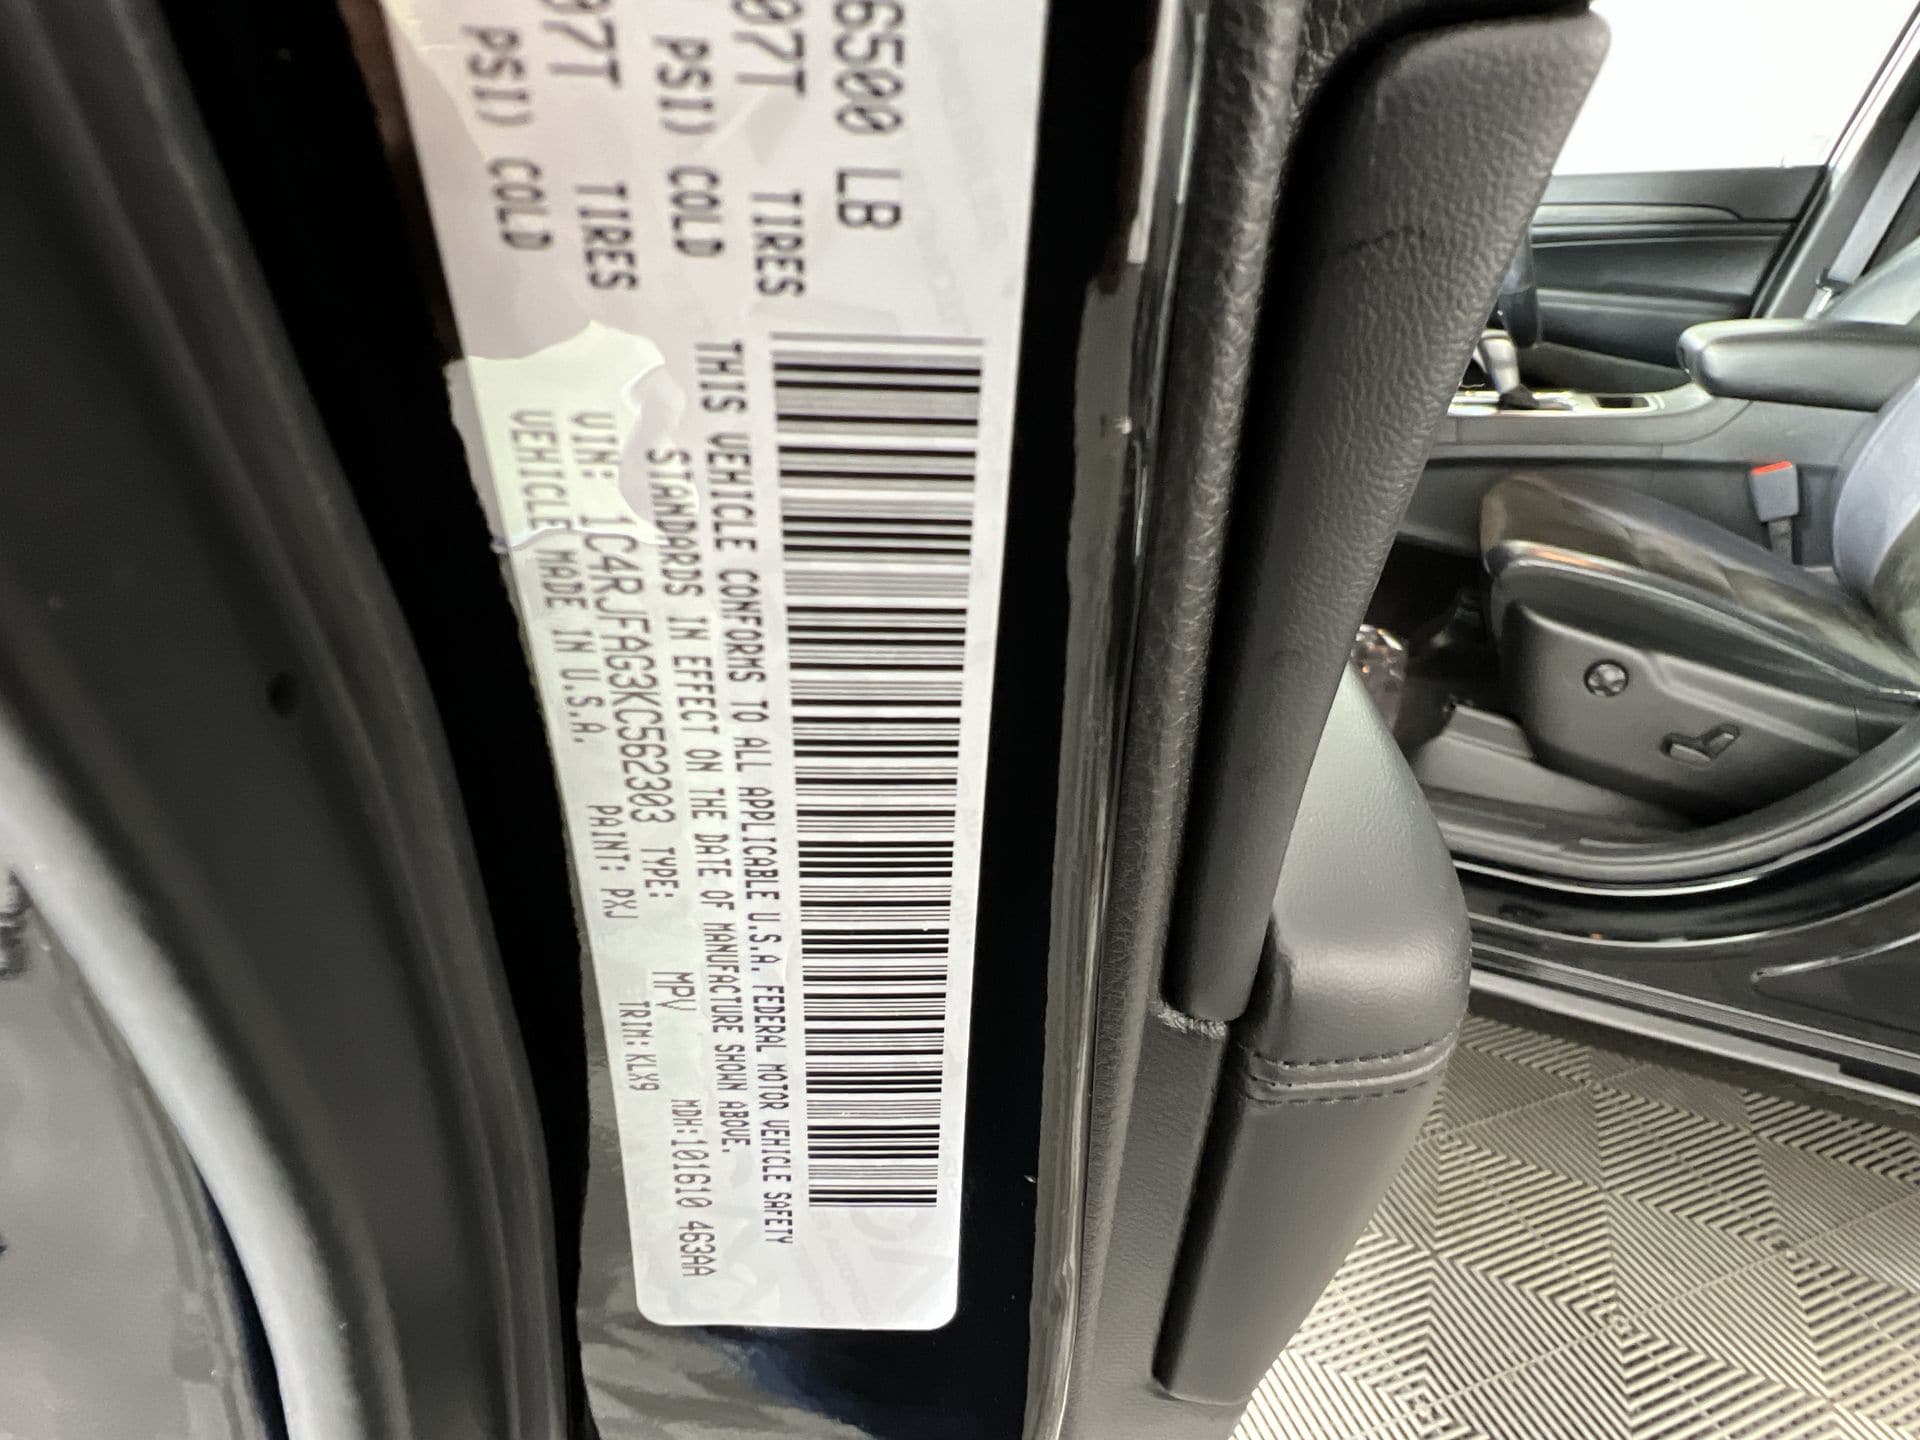 6500 LB
07T TIRES
PSI) COLD
07T TIRES
PSI) COLD
THIS VEHICLE CONFORMS TO ALL APPLICABLE U.S.A. FEDERAL MOTOR VEHICLE SAFETY
STANDARDS IN EFFECT ON THE DATE OF MANUFACTURE SHOWN ABOVE.
VIN: 1C4RJFAG3KC562303 TYPE: MPV MDH:101610 463AA
VEHICLE MADE IN U.S.A. PAINT: PXJ TRIM: KLX9